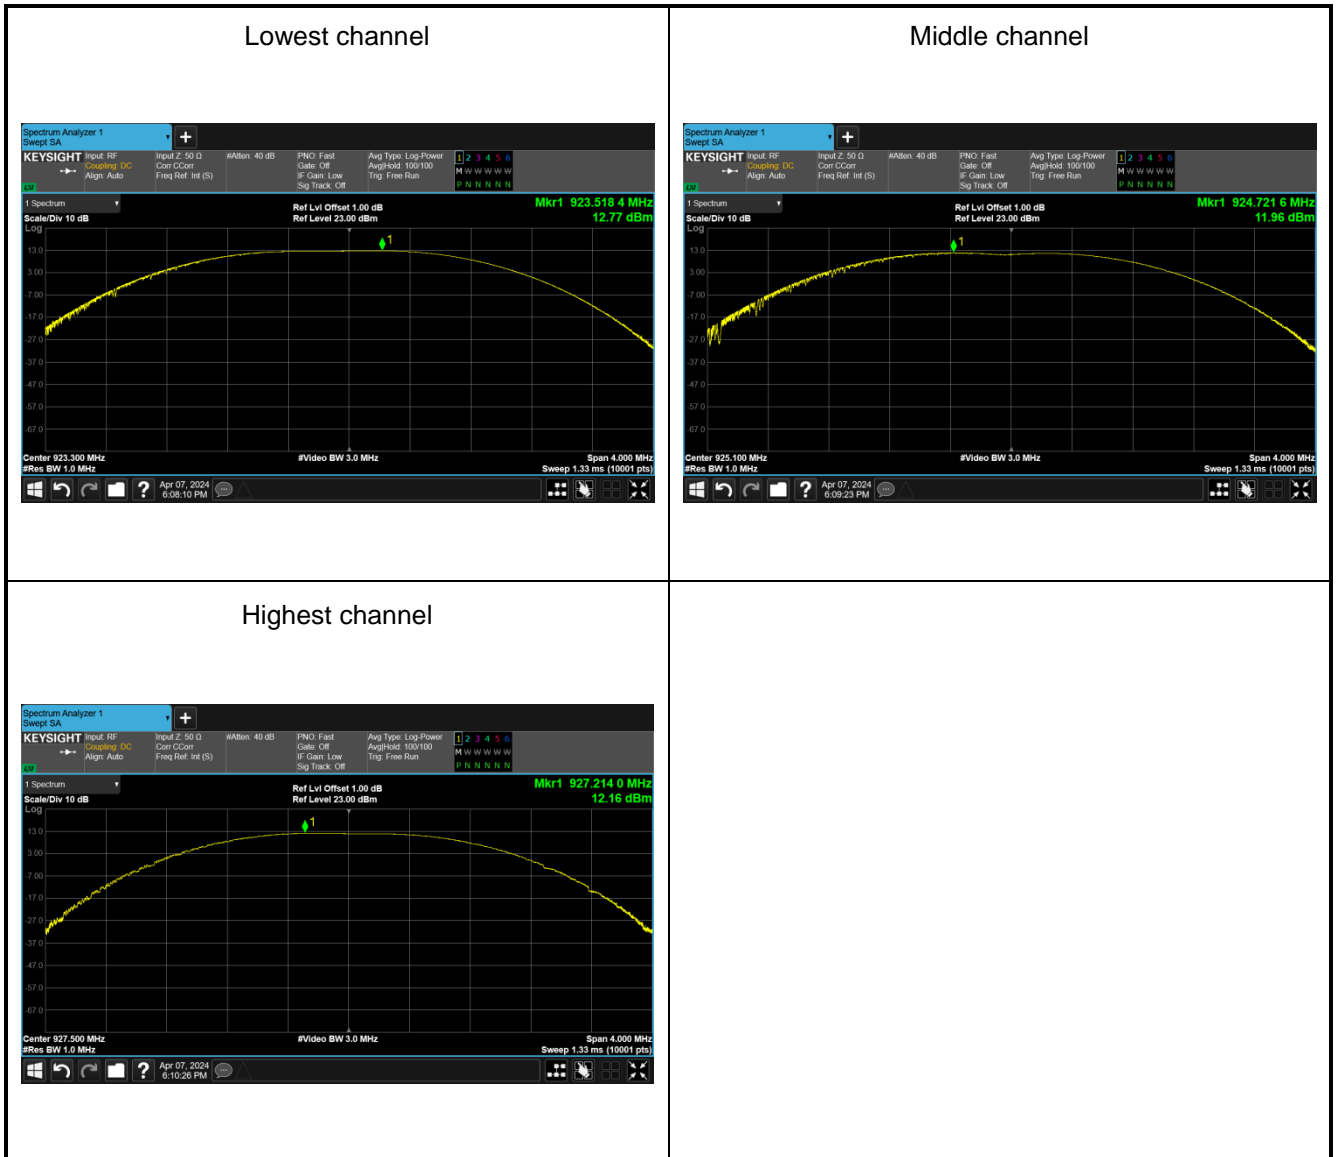 Lowest channel
Spectrum Analyzer 1
Swept SA
+
KEYSIGHT Input: RF Input Z: 50 Ω #Atten: 40 dB PNO: Fast Avg Type: Log-Power 1 2 3 4 5 6
Coupling: DC Corr CCorr Gate: Off Avg|Hold: 100/100 M W W W W W
Align: Auto Freq Ref: Int (S) IF Gain: Low Trig: Free Run
Sig Track: Off P N N N N N
1 Spectrum Ref Lvl Offset 1.00 dB Mkr1 923.518 4 MHz
Scale/Div 10 dB Ref Level 23.00 dBm 12.77 dBm
Log
1
13.0
3.00
-7.00
-17.0
-27.0
-37.0
-47.0
-57.0
-67.0
Center 923.300 MHz #Video BW 3.0 MHz Span 4.000 MHz
#Res BW 1.0 MHz Sweep 1.33 ms (10001 pts)
? Apr 07, 2024
6:08:10 PM
Middle channel
Spectrum Analyzer 1
Swept SA
+
KEYSIGHT Input: RF Input Z: 50 Ω #Atten: 40 dB PNO: Fast Avg Type: Log-Power 1 2 3 4 5 6
Coupling: DC Corr CCorr Gate: Off Avg|Hold: 100/100 M W W W W W
Align: Auto Freq Ref: Int (S) IF Gain: Low Trig: Free Run
Sig Track: Off P N N N N N
1 Spectrum Ref Lvl Offset 1.00 dB Mkr1 924.721 6 MHz
Scale/Div 10 dB Ref Level 23.00 dBm 11.96 dBm
Log
1
13.0
3.00
-7.00
-17.0
-27.0
-37.0
-47.0
-57.0
-67.0
Center 925.100 MHz #Video BW 3.0 MHz Span 4.000 MHz
#Res BW 1.0 MHz Sweep 1.33 ms (10001 pts)
? Apr 07, 2024
6:09:23 PM
Highest channel
Spectrum Analyzer 1
Swept SA
+
KEYSIGHT Input: RF Input Z: 50 Ω #Atten: 40 dB PNO: Fast Avg Type: Log-Power 1 2 3 4 5 6
Coupling: DC Corr CCorr Gate: Off Avg|Hold: 100/100 M W W W W W
Align: Auto Freq Ref: Int (S) IF Gain: Low Trig: Free Run
Sig Track: Off P N N N N N
1 Spectrum Ref Lvl Offset 1.00 dB Mkr1 927.214 0 MHz
Scale/Div 10 dB Ref Level 23.00 dBm 12.16 dBm
Log
1
13.0
3.00
-7.00
-17.0
-27.0
-37.0
-47.0
-57.0
-67.0
Center 927.500 MHz #Video BW 3.0 MHz Span 4.000 MHz
#Res BW 1.0 MHz Sweep 1.33 ms (10001 pts)
? Apr 07, 2024
6:10:26 PM